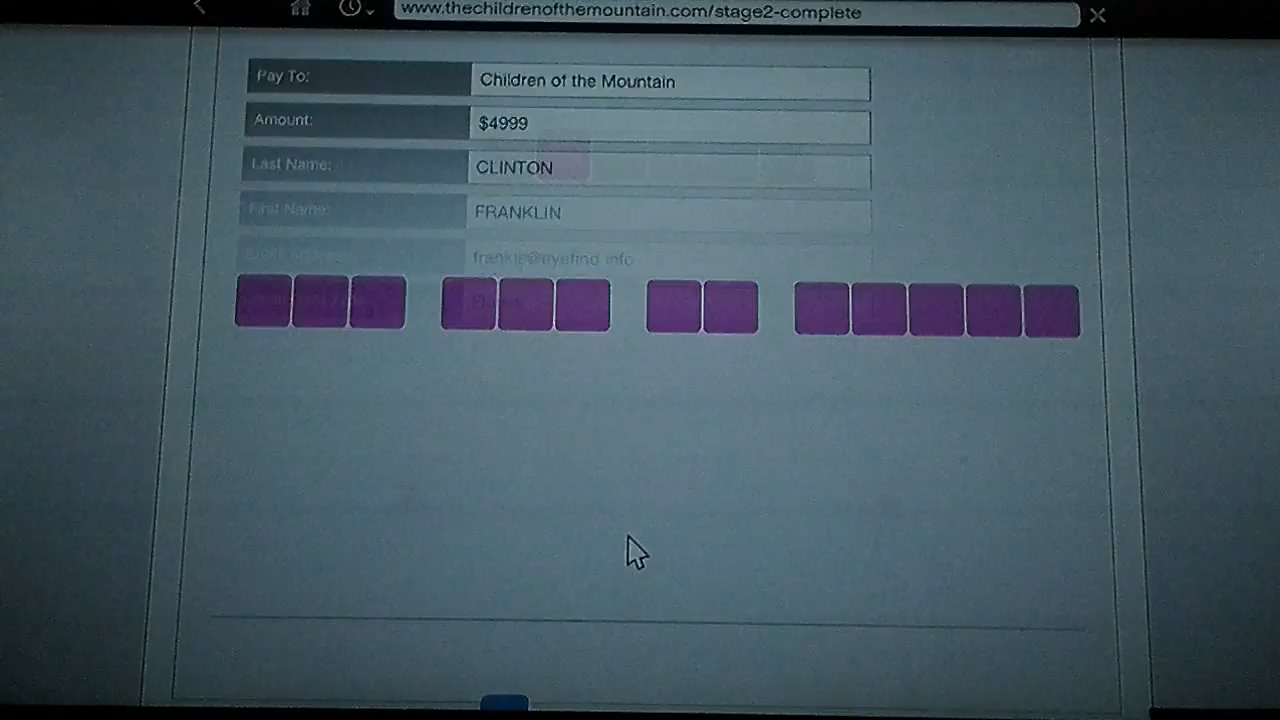 www.thechildrenofthemountain.com/stage2-complete
Pay To: Children of the Mountain
Amount: $4999
Last Name: CLINTON
First Name: FRANKLIN